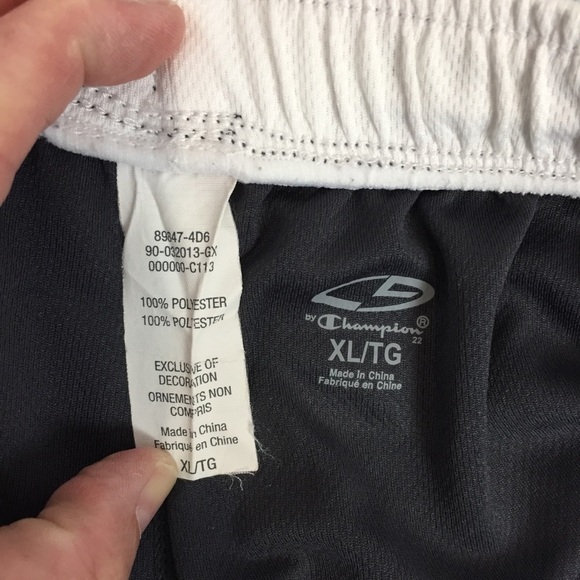 89847-4D6
90-032013-GX
000000-C113
100% POLYESTER
100% POLYESTER
EXCLUSIVE OF
DECORATION
ORNEMENTS NON
COMPRIS
Made in China
Fabriqué en Chine
XL/TG
by Champion®
22
XL/TG
Made in China
Fabriqué en Chine